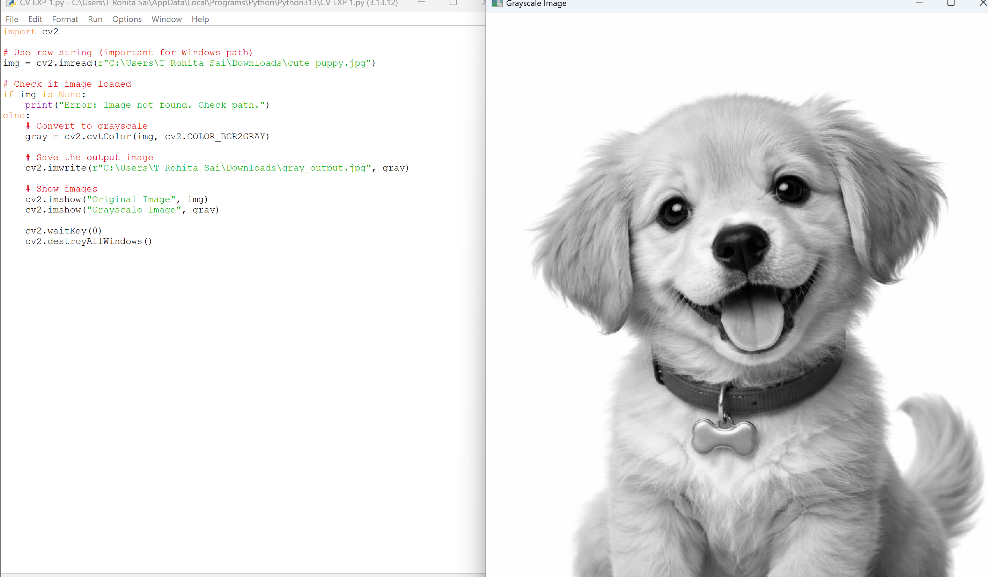 CV EXP 1.py - C:\Users\T Rohita Sai\AppData\Local\Programs\Python\Python313\CV EXP 1.py (3.13.12)
File Edit Format Run Options Window Help
import cv2
# Use raw string (important for Windows path)
img = cv2.imread(r"C:\Users\T Rohita Sai\Downloads\cute puppy.jpg")
# Check if image loaded
if img is None:
print("Error: Image not found. Check path.")
else:
# Convert to grayscale
gray = cv2.cvtColor(img, cv2.COLOR_BGR2GRAY)
# Save the output image
cv2.imwrite(r"C:\Users\T Rohita Sai\Downloads\gray output.jpg", gray)
# Show images
cv2.imshow("Original Image", img)
cv2.imshow("Grayscale Image", gray)
cv2.waitKey(0)
cv2.destroyAllWindows()
Grayscale Image